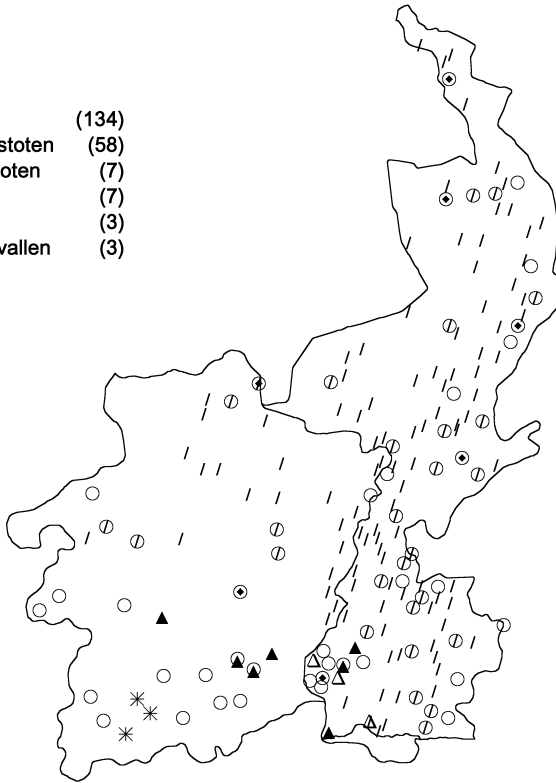 (134)
stoten (58)
oten (7)
(7)
(3)
vallen (3)